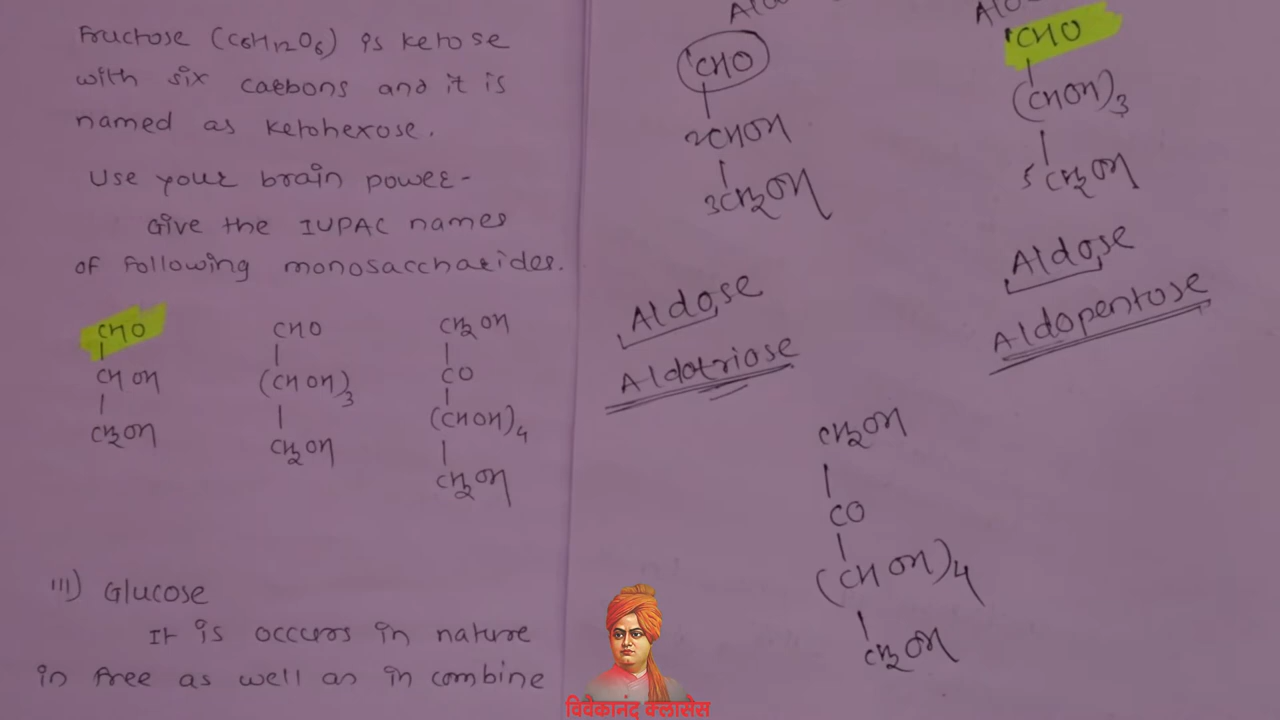 Fructose (C6H12O6) is ketose
with six carbons and it is
named as ketohexose.
Use your brain power-
Give the IUPAC names
of following monosaccharides.
CHO
CHOH
CH2OH
CHO
(CHOH)3
CH2OH
CH2OH
CO
(CHOH)4
CH2OH
III) Glucose
It is occurs in nature
in free as well as in combine
1CHO
2CHOH
3CH2OH
Aldose
Aldotriose
1CHO
(CHOH)3
5CH2OH
Aldose
Aldopentose
CH2OH
CO
(CHOH)4
CH2OH
विवेकानंद क्लासेस